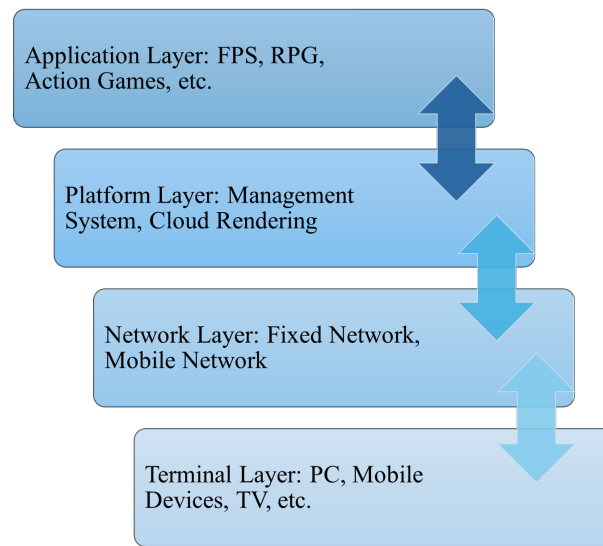 Application Layer: FPS, RPG,
Action Games, etc.
Platform Layer: Management
System, Cloud Rendering
Network Layer: Fixed Network,
Mobile Network
Terminal Layer: PC, Mobile
Devices, TV, etc.